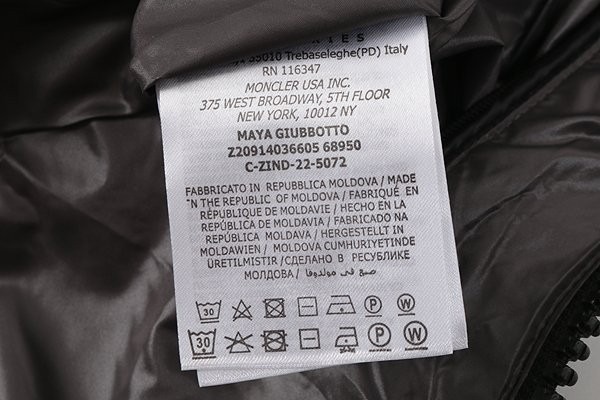 35010 Trebaseleghe(PD) Italy
RN 116347
MONCLER USA INC.
375 WEST BROADWAY, 5TH FLOOR
NEW YORK, 10012 NY
MAYA GIUBBOTTO
Z20914036605 68950
C-ZIND-22-5072
FABBRICATO IN REPUBBLICA MOLDOVA / MADE
"N THE REPUBLIC OF MOLDOVA / FABRIQUÉ EN
RÉPUBLIQUE DE MOLDAVIE / HECHO EN LA
REPÚBLICA DE MOLDAVIA / FABRICADO NA
REPÚBLICA MOLDAVA / HERGESTELLT IN
MOLDAWIEN / MOLDOVA CUMHURIYETINDE
ÜRETILMISTIR /СДЕЛАНО В РЕСПУБЛИКЕ
МОЛДОВА / صنع في مولدوفا
30 P W
30 P W